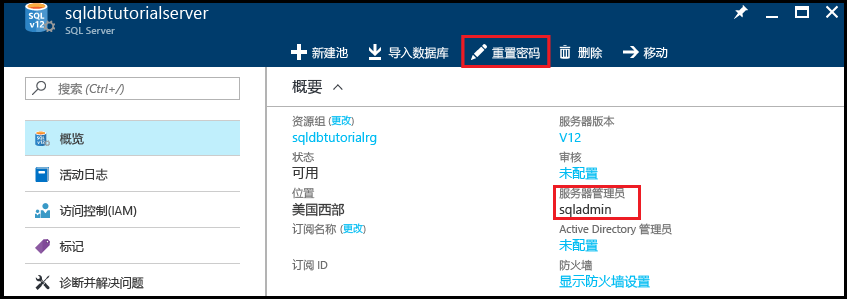 SQL
v12
sqldbtutorialserver
SQL Server
新建池
导入数据库
重置密码
删除
移动
搜索 (Ctrl+/)
概览
活动日志
访问控制(IAM)
标记
诊断并解决问题
概要
资源组 (更改)
sqldbtutorialrg
状态
可用
位置
美国西部
订阅名称 (更改)
订阅 ID
服务器版本
V12
审核
未配置
服务器管理员
sqladmin
Active Directory 管理员
未配置
防火墙
显示防火墙设置